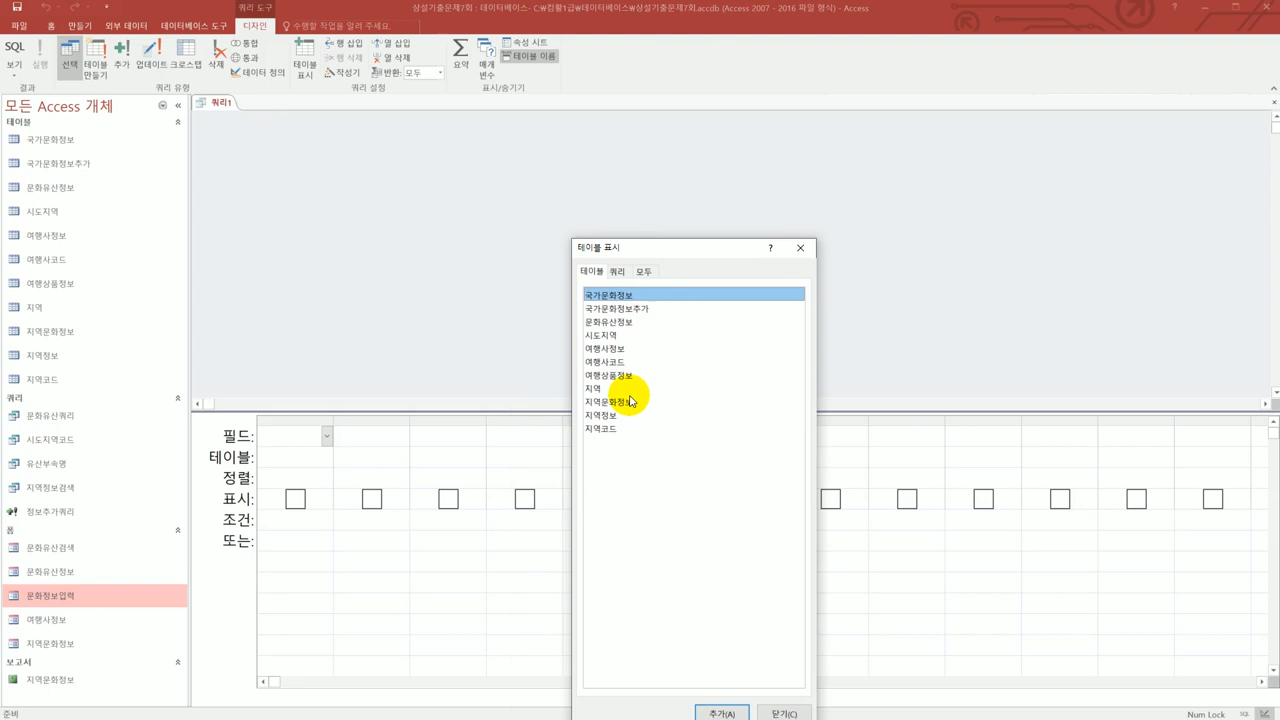 쿼리 도구
상설기출문제7회 : 데이터베이스- C:₩컴활1급₩데이터베이스₩상설기출문제7회.accdb (Access 2007 - 2016 파일 형식) - Access
파일 홈 만들기 외부 데이터 데이터베이스 도구 디자인 수행할 작업을 알려 주세요.
SQL 보기 실행 선택 테이블 만들기 추가 업데이트 크로스탭 삭제
통합
통과
데이터 정의
테이블 표시
행 삽입
행 삭제
작성기
열 삽입
열 삭제
반환: 모두
요약 매개 변수
속성 시트
테이블 이름
결과 쿼리 유형 쿼리 설정 표시/숨기기
모든 Access 개체
테이블
국가문화정보
국가문화정보추가
문화유산정보
시도지역
여행사정보
여행사코드
여행상품정보
지역
지역문화정보
지역정보
지역코드
쿼리
문화유산쿼리
시도지역코드
유산부속명
지역정보검색
정보추가쿼리
폼
문화유산검색
문화유산정보
문화정보입력
여행사정보
지역문화정보
보고서
지역문화정보
쿼리1
필드:
테이블:
정렬:
표시:
조건:
또는:
테이블 표시
테이블 쿼리 모두
국가문화정보
국가문화정보추가
문화유산정보
시도지역
여행사정보
여행사코드
여행상품정보
지역
지역문화정보
지역정보
지역코드
추가(A) 닫기(C)
준비 Num Lock SQL